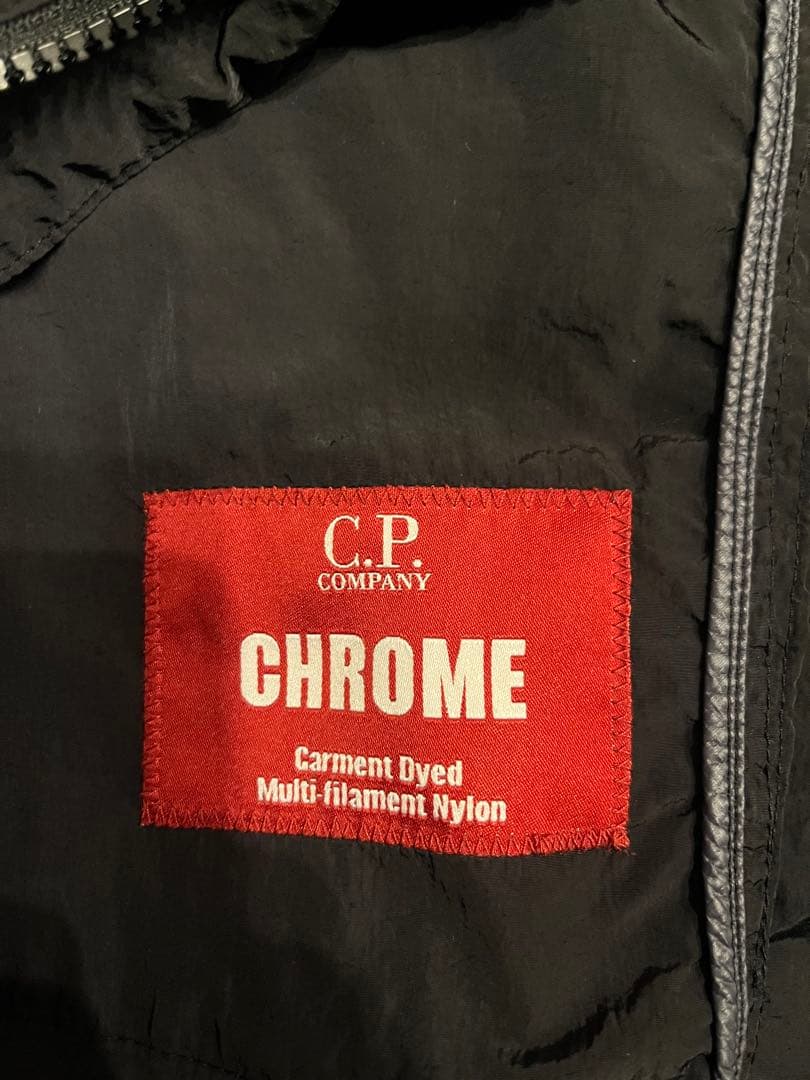 C.P.
COMPANY
CHROME
Garment Dyed
Multi-filament Nylon